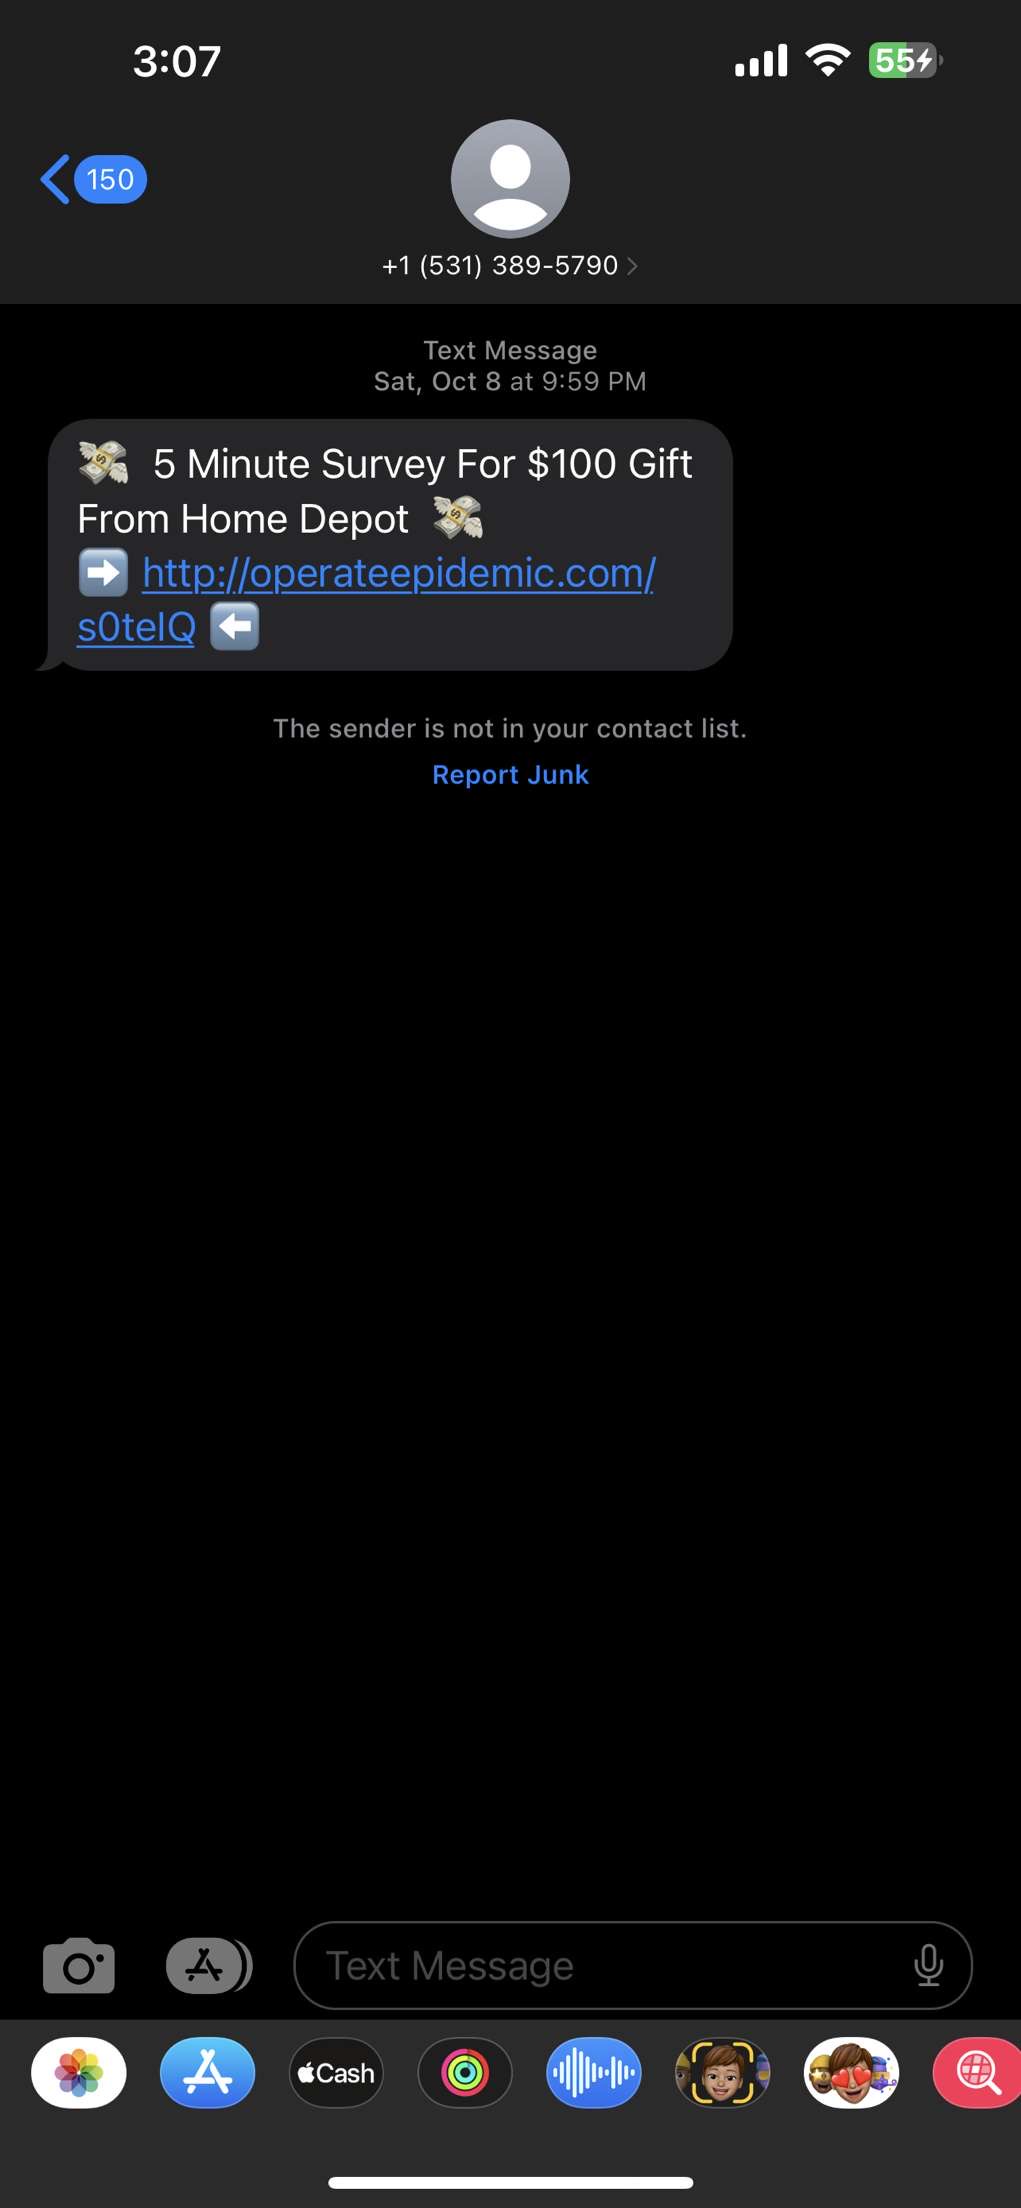 3:07
55
150
+1 (531) 389-5790
Text Message
Sat, Oct 8 at 9:59 PM
💸 5 Minute Survey For $100 Gift
From Home Depot 💸
➡️ http://operateepidemic.com/
s0teIQ ⬅️
The sender is not in your contact list.
Report Junk
Text Message
Cash